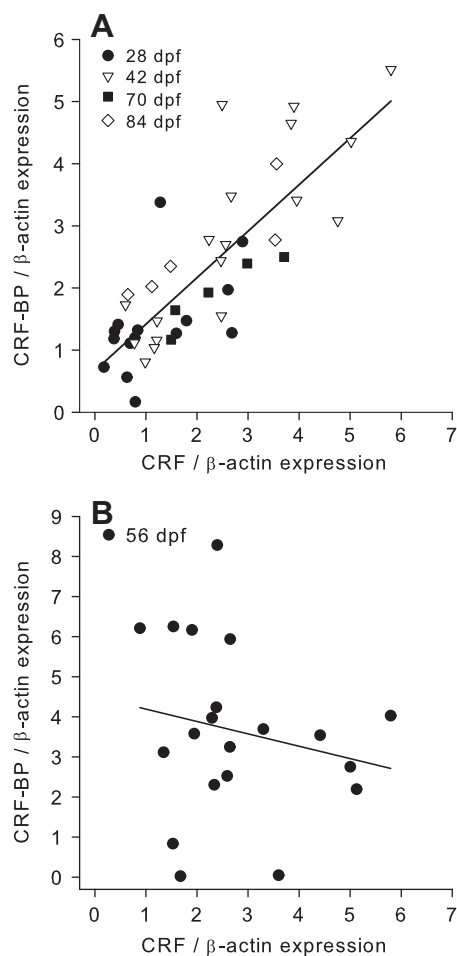 A
28 dpf
42 dpf
70 dpf
84 dpf
CRF-BP / β-actin expression
6
5
4
3
2
1
0
0 1 2 3 4 5 6 7
CRF / β-actin expression
B
56 dpf
CRF-BP / β-actin expression
9
8
7
6
5
4
3
2
1
0
0 1 2 3 4 5 6 7
CRF / β-actin expression